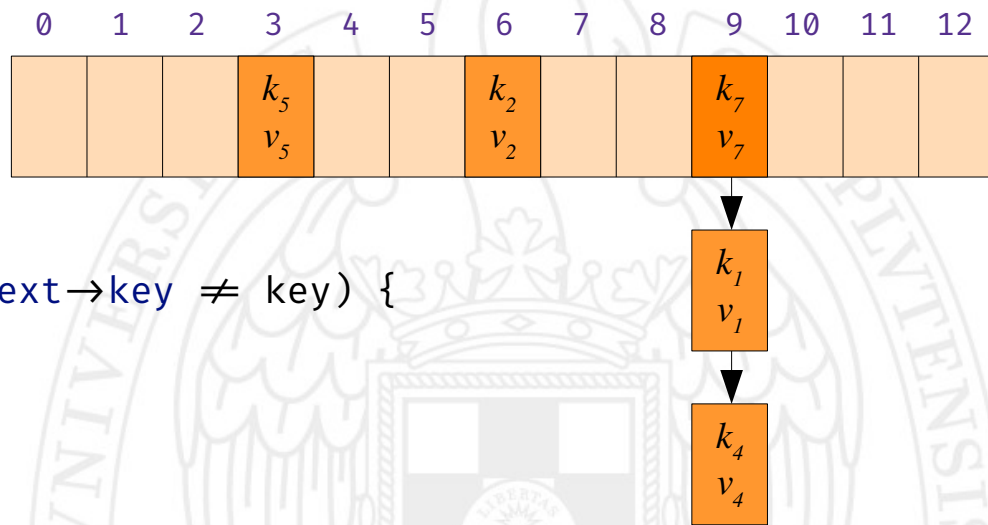 0 1 2 3 4 5 6 7 8 9 10 11 12
k₅ k₂ k₇
v₅ v₂ v₇
k₁
ext→key ≠ key) {
v₁
k₄
v₄
LIBERTAS